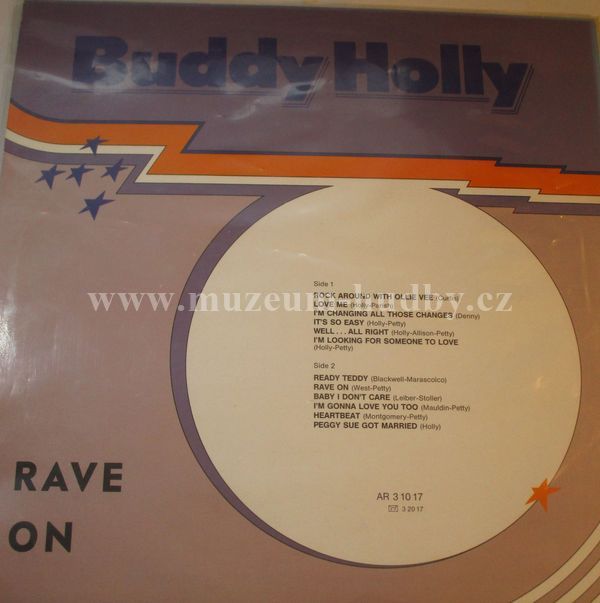 Buddy Holly
Side 1
ROCK AROUND WITH OLLIE VEE (Curtis)
LOVE ME (Holly-Parish)
I'M CHANGING ALL THOSE CHANGES (Denny)
IT'S SO EASY (Holly-Petty)
WELL . . . ALL RIGHT (Holly-Allison-Petty)
I'M LOOKING FOR SOMEONE TO LOVE
(Holly-Petty)
Side 2
READY TEDDY (Blackwell-Marascolco)
RAVE ON (West-Petty)
BABY I DON'T CARE (Leiber-Stoller)
I'M GONNA LOVE YOU TOO (Mauldin-Petty)
HEARTBEAT (Montgomery-Petty)
PEGGY SUE GOT MARRIED (Holly)
AR 3 10 17
3 20 17
RAVE
ON
www.muzeumhudby.cz